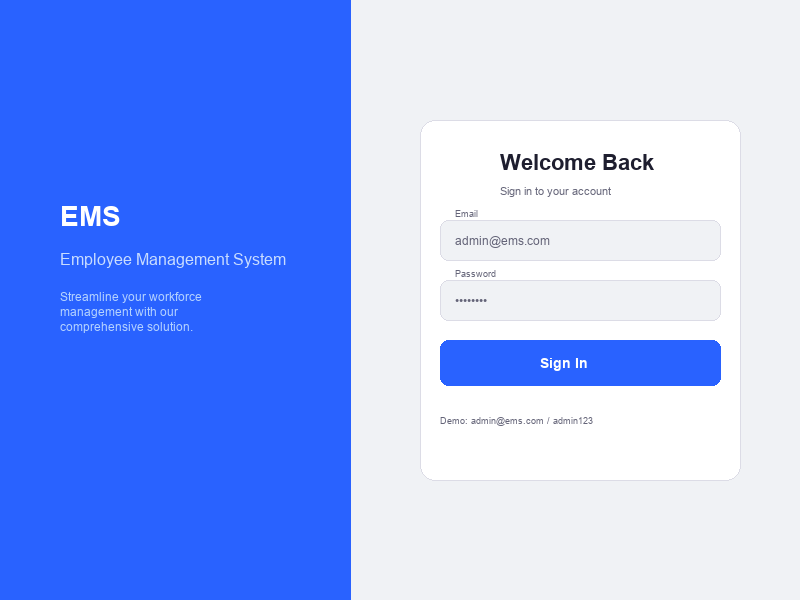 EMS
Employee Management System
Streamline your workforce
management with our
comprehensive solution.
Welcome Back
Sign in to your account
Email
admin@ems.com
Password
••••••••
Sign In
Demo: admin@ems.com / admin123